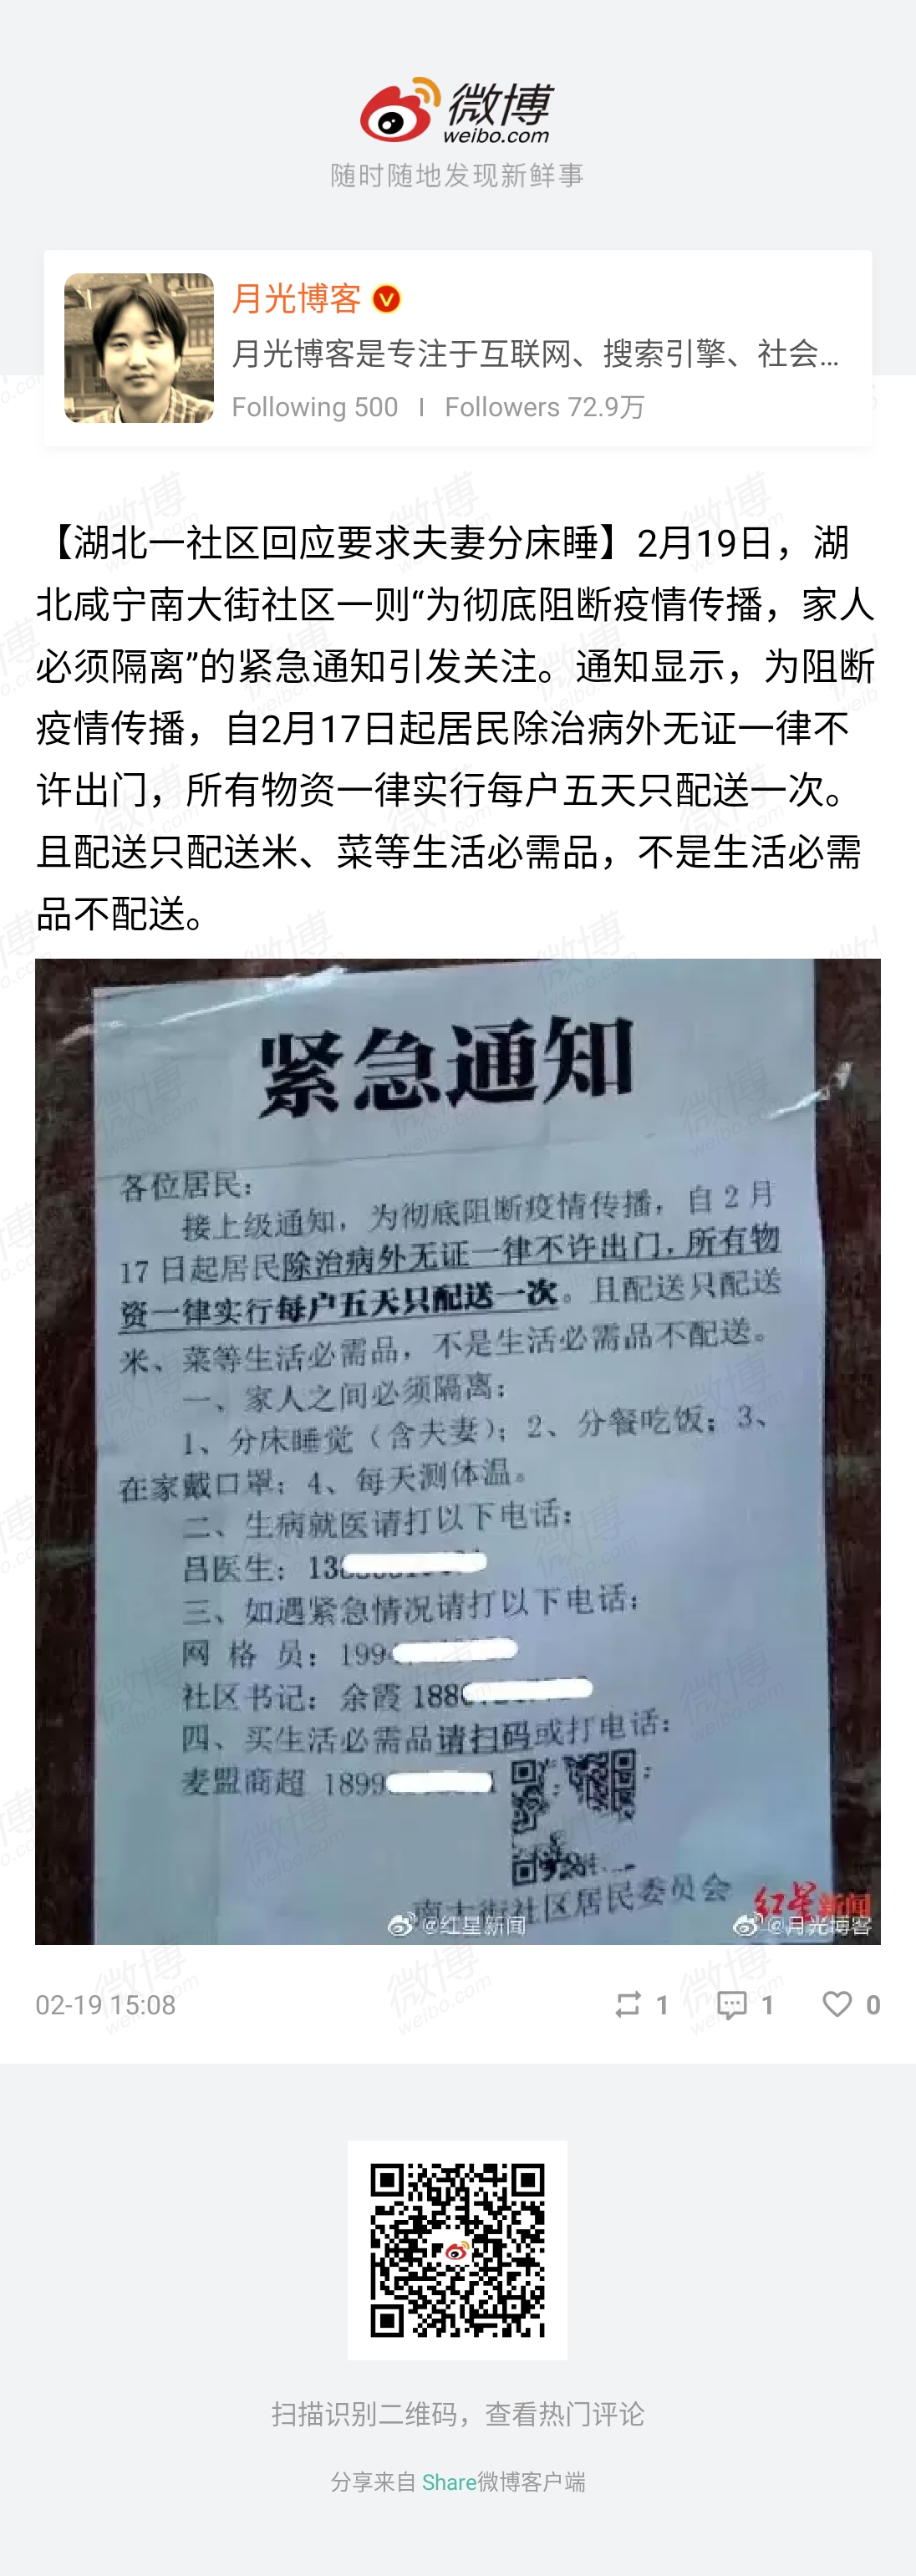 微博
weibo.com
随时随地发现新鲜事
月光博客
月光博客是专注于互联网、搜索引擎、社会...
Following 500 | Followers 72.9万
【湖北一社区回应要求夫妻分床睡】2月19日，湖
北咸宁南大街社区一则“为彻底阻断疫情传播，家人
必须隔离”的紧急通知引发关注。通知显示，为阻断
疫情传播，自2月17日起居民除治病外无证一律不
许出门，所有物资一律实行每户五天只配送一次。
且配送只配送米、菜等生活必需品，不是生活必需
品不配送。
紧急通知
各位居民：
接上级通知，为彻底阻断疫情传播，自 2 月
17 日起居民除治病外无证一律不许出门，所有物
资一律实行每户五天只配送一次。且配送只配送
米、菜等生活必需品，不是生活必需品不配送。
一、家人之间必须隔离：
1、分床睡觉（含夫妻）；2、分餐吃饭；3、
在家戴口罩；4、每天测体温。
二、生病就医请打以下电话：
吕医生：13
三、如遇紧急情况请打以下电话：
网 格 员：199
社区书记：余霞 188
四、买生活必需品请扫码或打电话：
麦盟商超 1899
南大街社区居民委员会
红星新闻
@红星新闻
@月光博客
02-19 15:08
1
1
0
扫描识别二维码，查看热门评论
分享来自 Share微博客户端